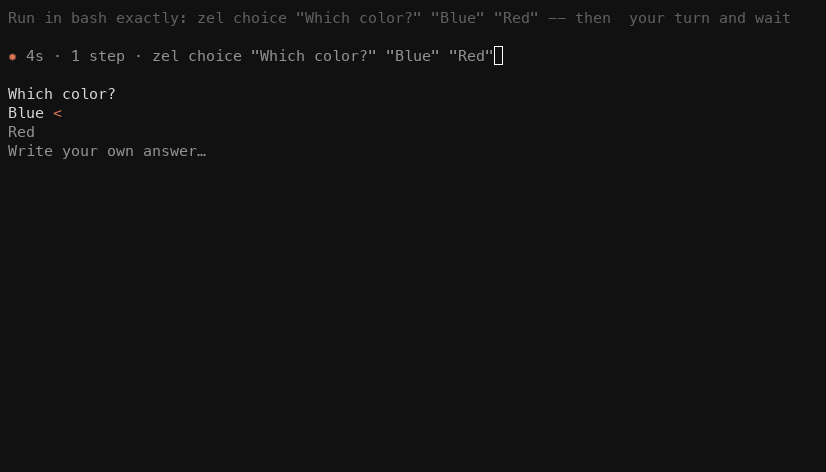 Run in bash exactly: zel choice "Which color?" "Blue" "Red" —— then  your turn and wait
✸ 4s · 1 step · zel choice "Which color?" "Blue" "Red"
Which color?
Blue <
Red
Write your own answer…